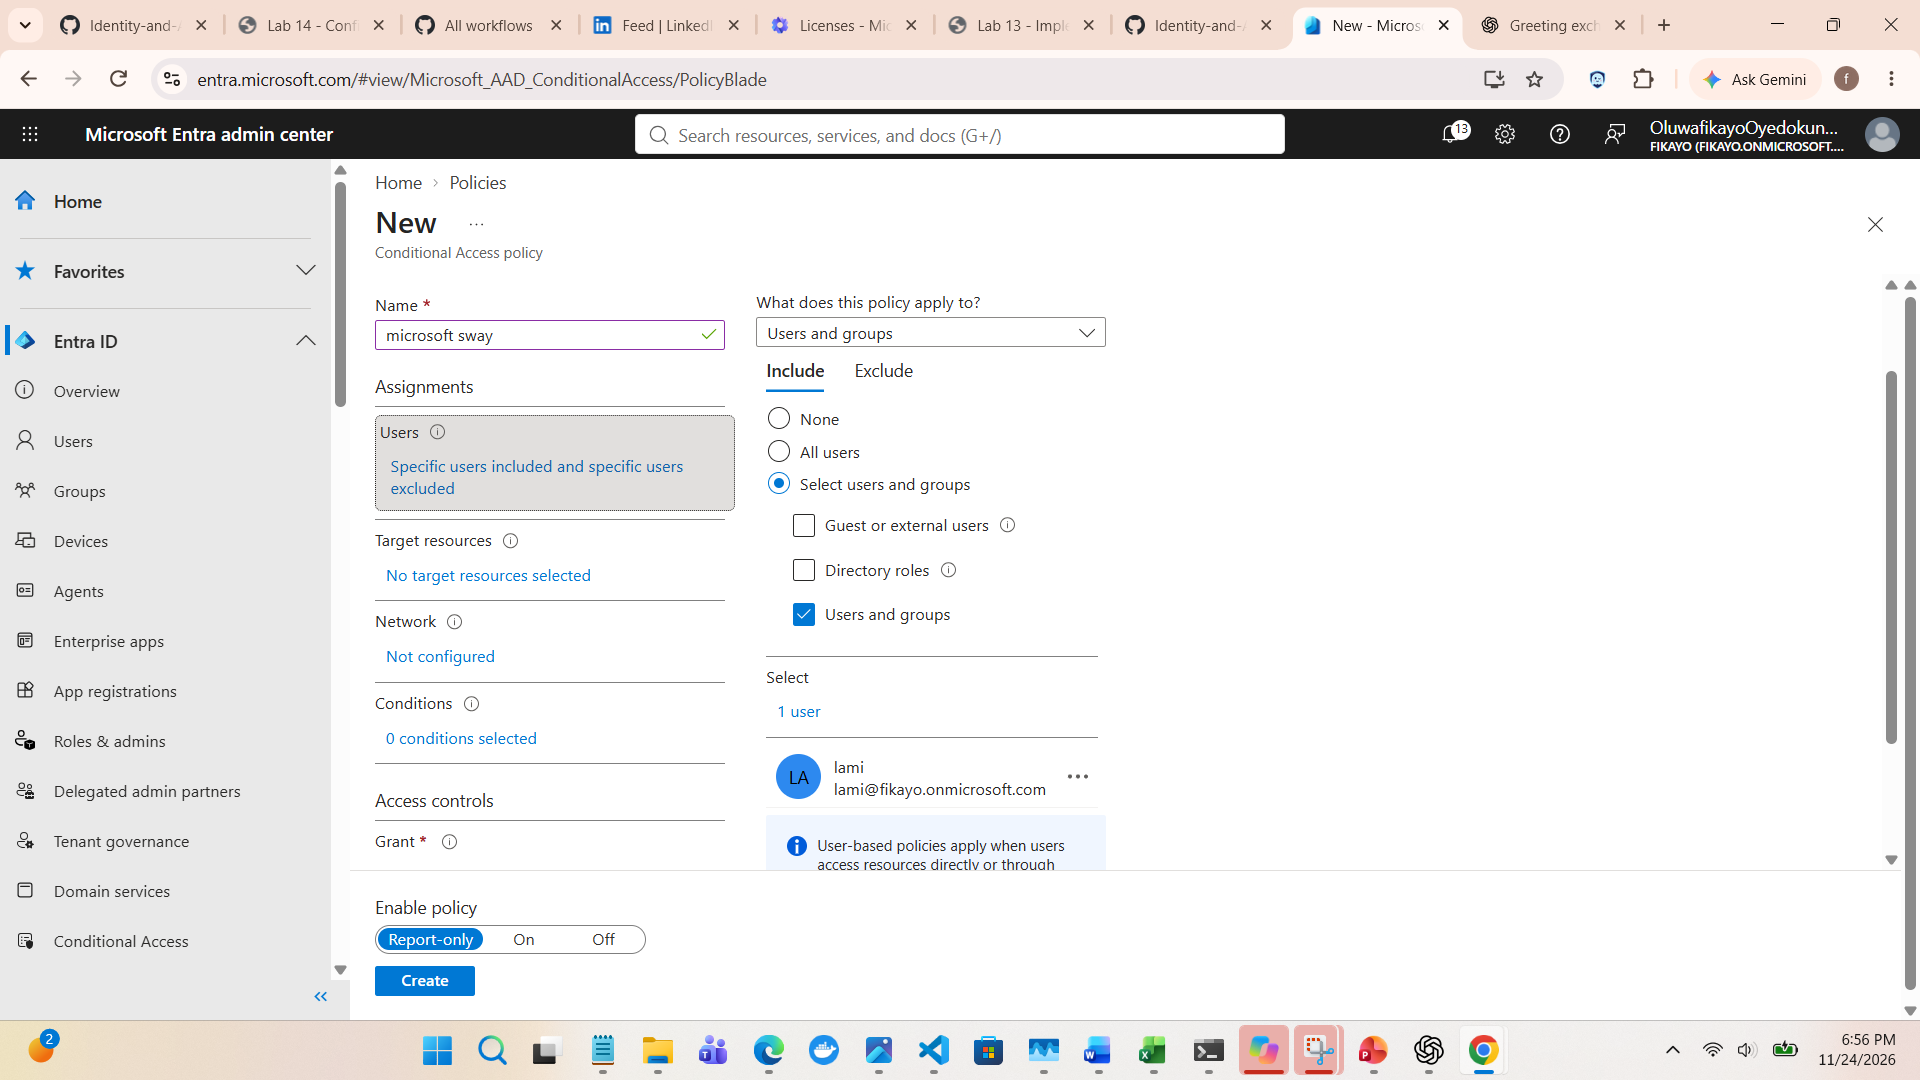 Identity-and-A
Lab 14 - Conf
All workflows
Feed | LinkedI
Licenses - Mic
Lab 13 - Imple
Identity-and-A
New - Microso
Greeting exch
entra.microsoft.com/#view/Microsoft_AAD_ConditionalAccess/PolicyBlade
Ask Gemini
f
Microsoft Entra admin center
Search resources, services, and docs (G+/)
13
OluwafikayoOyedokun...
FIKAYO (FIKAYO.ONMICROSOFT....
Home
Favorites
Entra ID
Overview
Users
Groups
Devices
Agents
Enterprise apps
App registrations
Roles & admins
Delegated admin partners
Tenant governance
Domain services
Conditional Access
Home > Policies
New ...
Conditional Access policy
Name *
microsoft sway
Assignments
Users
Specific users included and specific users
excluded
Target resources
No target resources selected
Network
Not configured
Conditions
0 conditions selected
Access controls
Grant *
What does this policy apply to?
Users and groups
Include
Exclude
None
All users
Select users and groups
Guest or external users
Directory roles
Users and groups
Select
1 user
LA
lami
lami@fikayo.onmicrosoft.com
User-based policies apply when users
access resources directly or through
Enable policy
Report-only
On
Off
Create
2
6:56 PM
11/24/2026